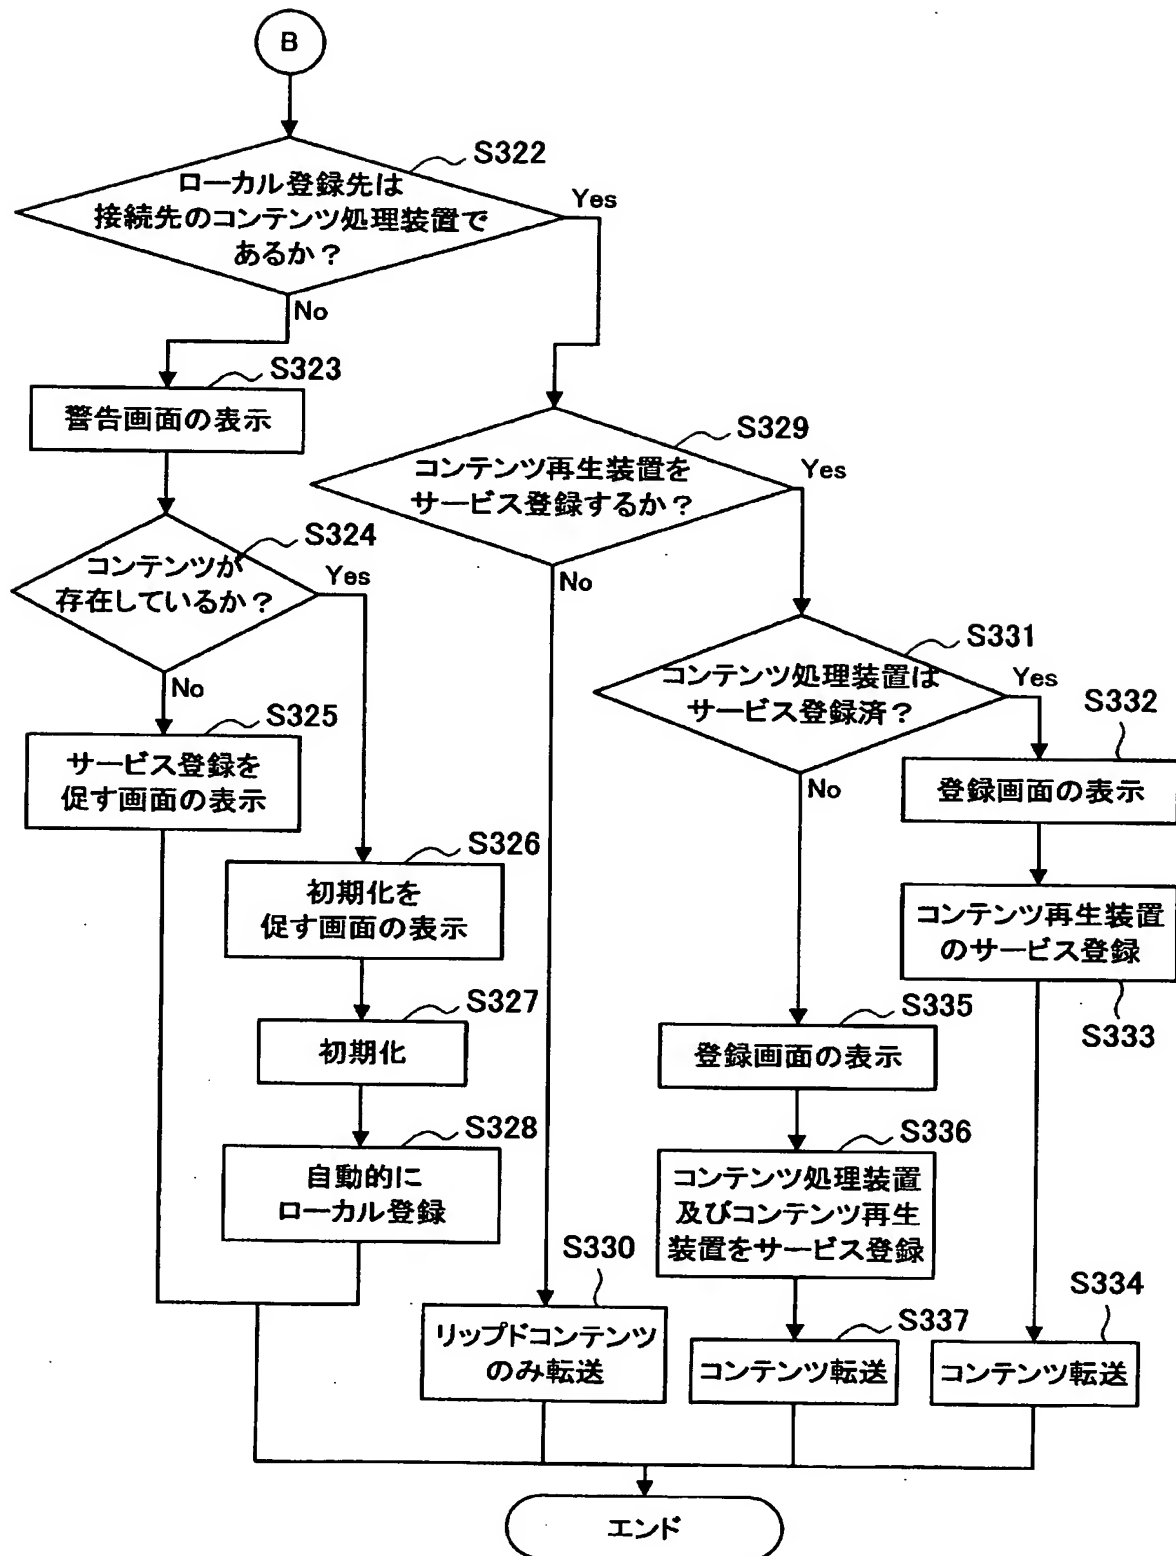 B
S322
ローカル登録先は
接続先のコンテンツ処理装置で
あるか？
Yes
No
S323
警告画面の表示
S329
コンテンツ再生装置を
サービス登録するか？
Yes
No
S324
コンテンツが
存在しているか？
Yes
No
S331
コンテンツ処理装置は
サービス登録済？
Yes
No
S325
サービス登録を
促す画面の表示
S332
登録画面の表示
S326
初期化を
促す画面の表示
コンテンツ再生装置
のサービス登録
S333
S327
初期化
S335
登録画面の表示
S328
自動的に
ローカル登録
S336
コンテンツ処理装置
及びコンテンツ再生
装置をサービス登録
S330
リップドコンテンツ
のみ転送
S337
コンテンツ転送
S334
コンテンツ転送
エンド